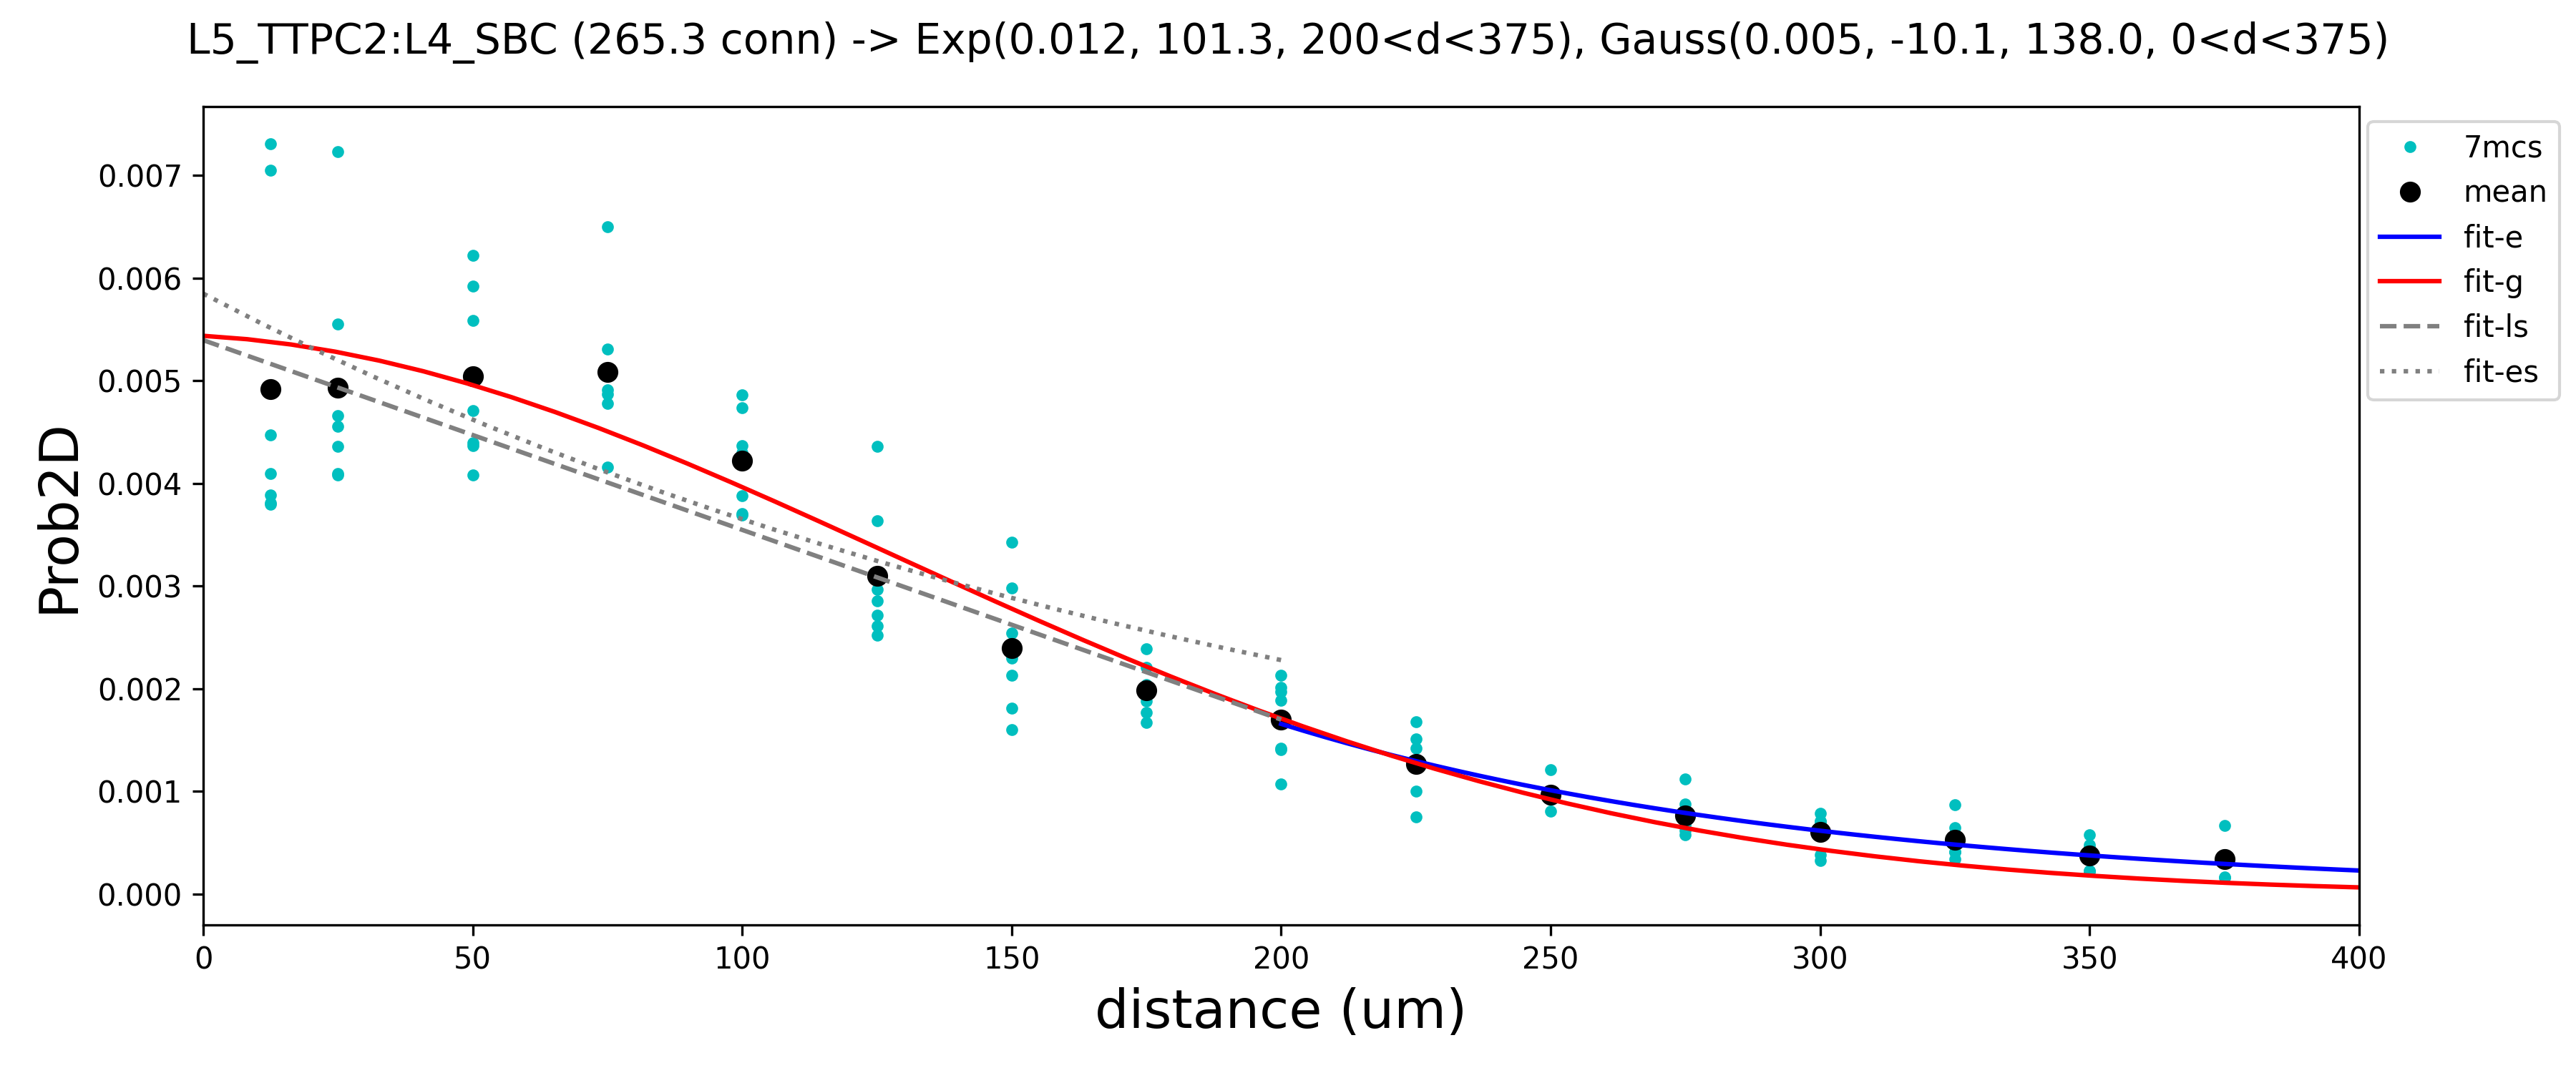 L5_TTPC2:L4_SBC (265.3 conn) -> Exp(0.012, 101.3, 200<d<375), Gauss(0.005, -10.1, 138.0, 0<d<375)
7mcs
mean
fit-e
fit-g
fit-ls
fit-es
Prob2D
0.007
0.006
0.005
0.004
0.003
0.002
0.001
0.000
0 50 100 150 200 250 300 350 400
distance (um)